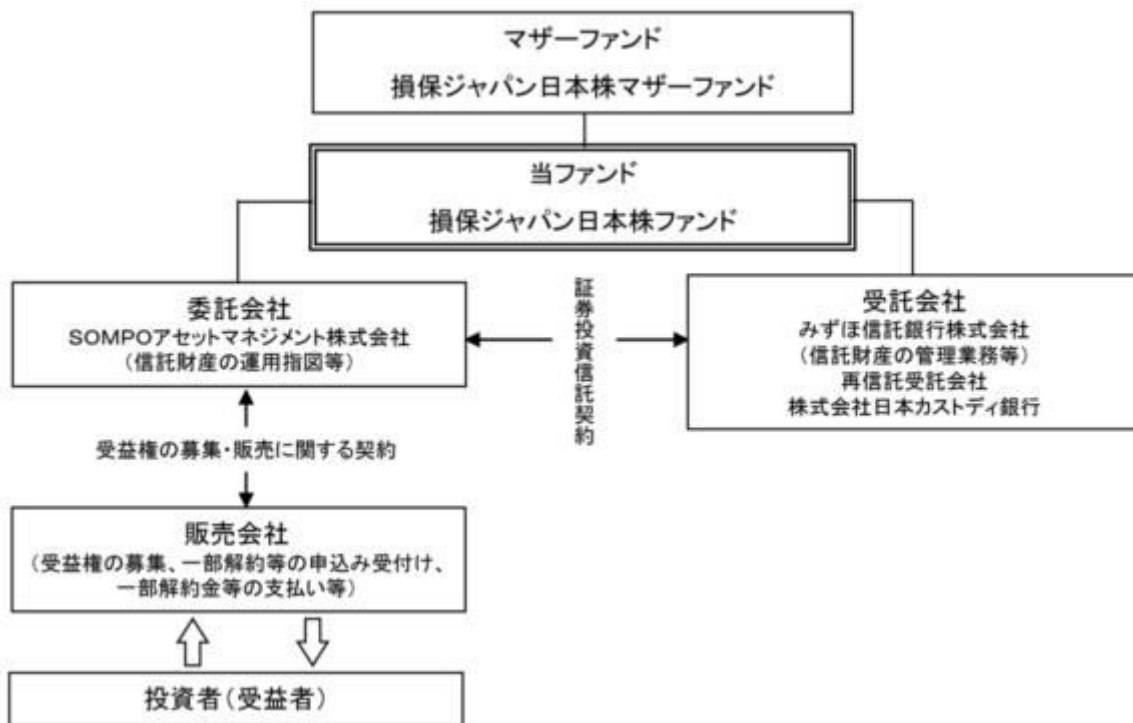 マザーファンド
損保ジャパン日本株マザーファンド
当ファンド
損保ジャパン日本株ファンド
委託会社
SOMPOアセットマネジメント株式会社
(信託財産の運用指図等)
証券投資信託契約
受託会社
みずほ信託銀行株式会社
(信託財産の管理業務等)
再信託受託会社
株式会社日本カストディ銀行
受益権の募集・販売に関する契約
販売会社
(受益権の募集、一部解約等の申込み受付け、
一部解約金等の支払い等)
投資者(受益者)